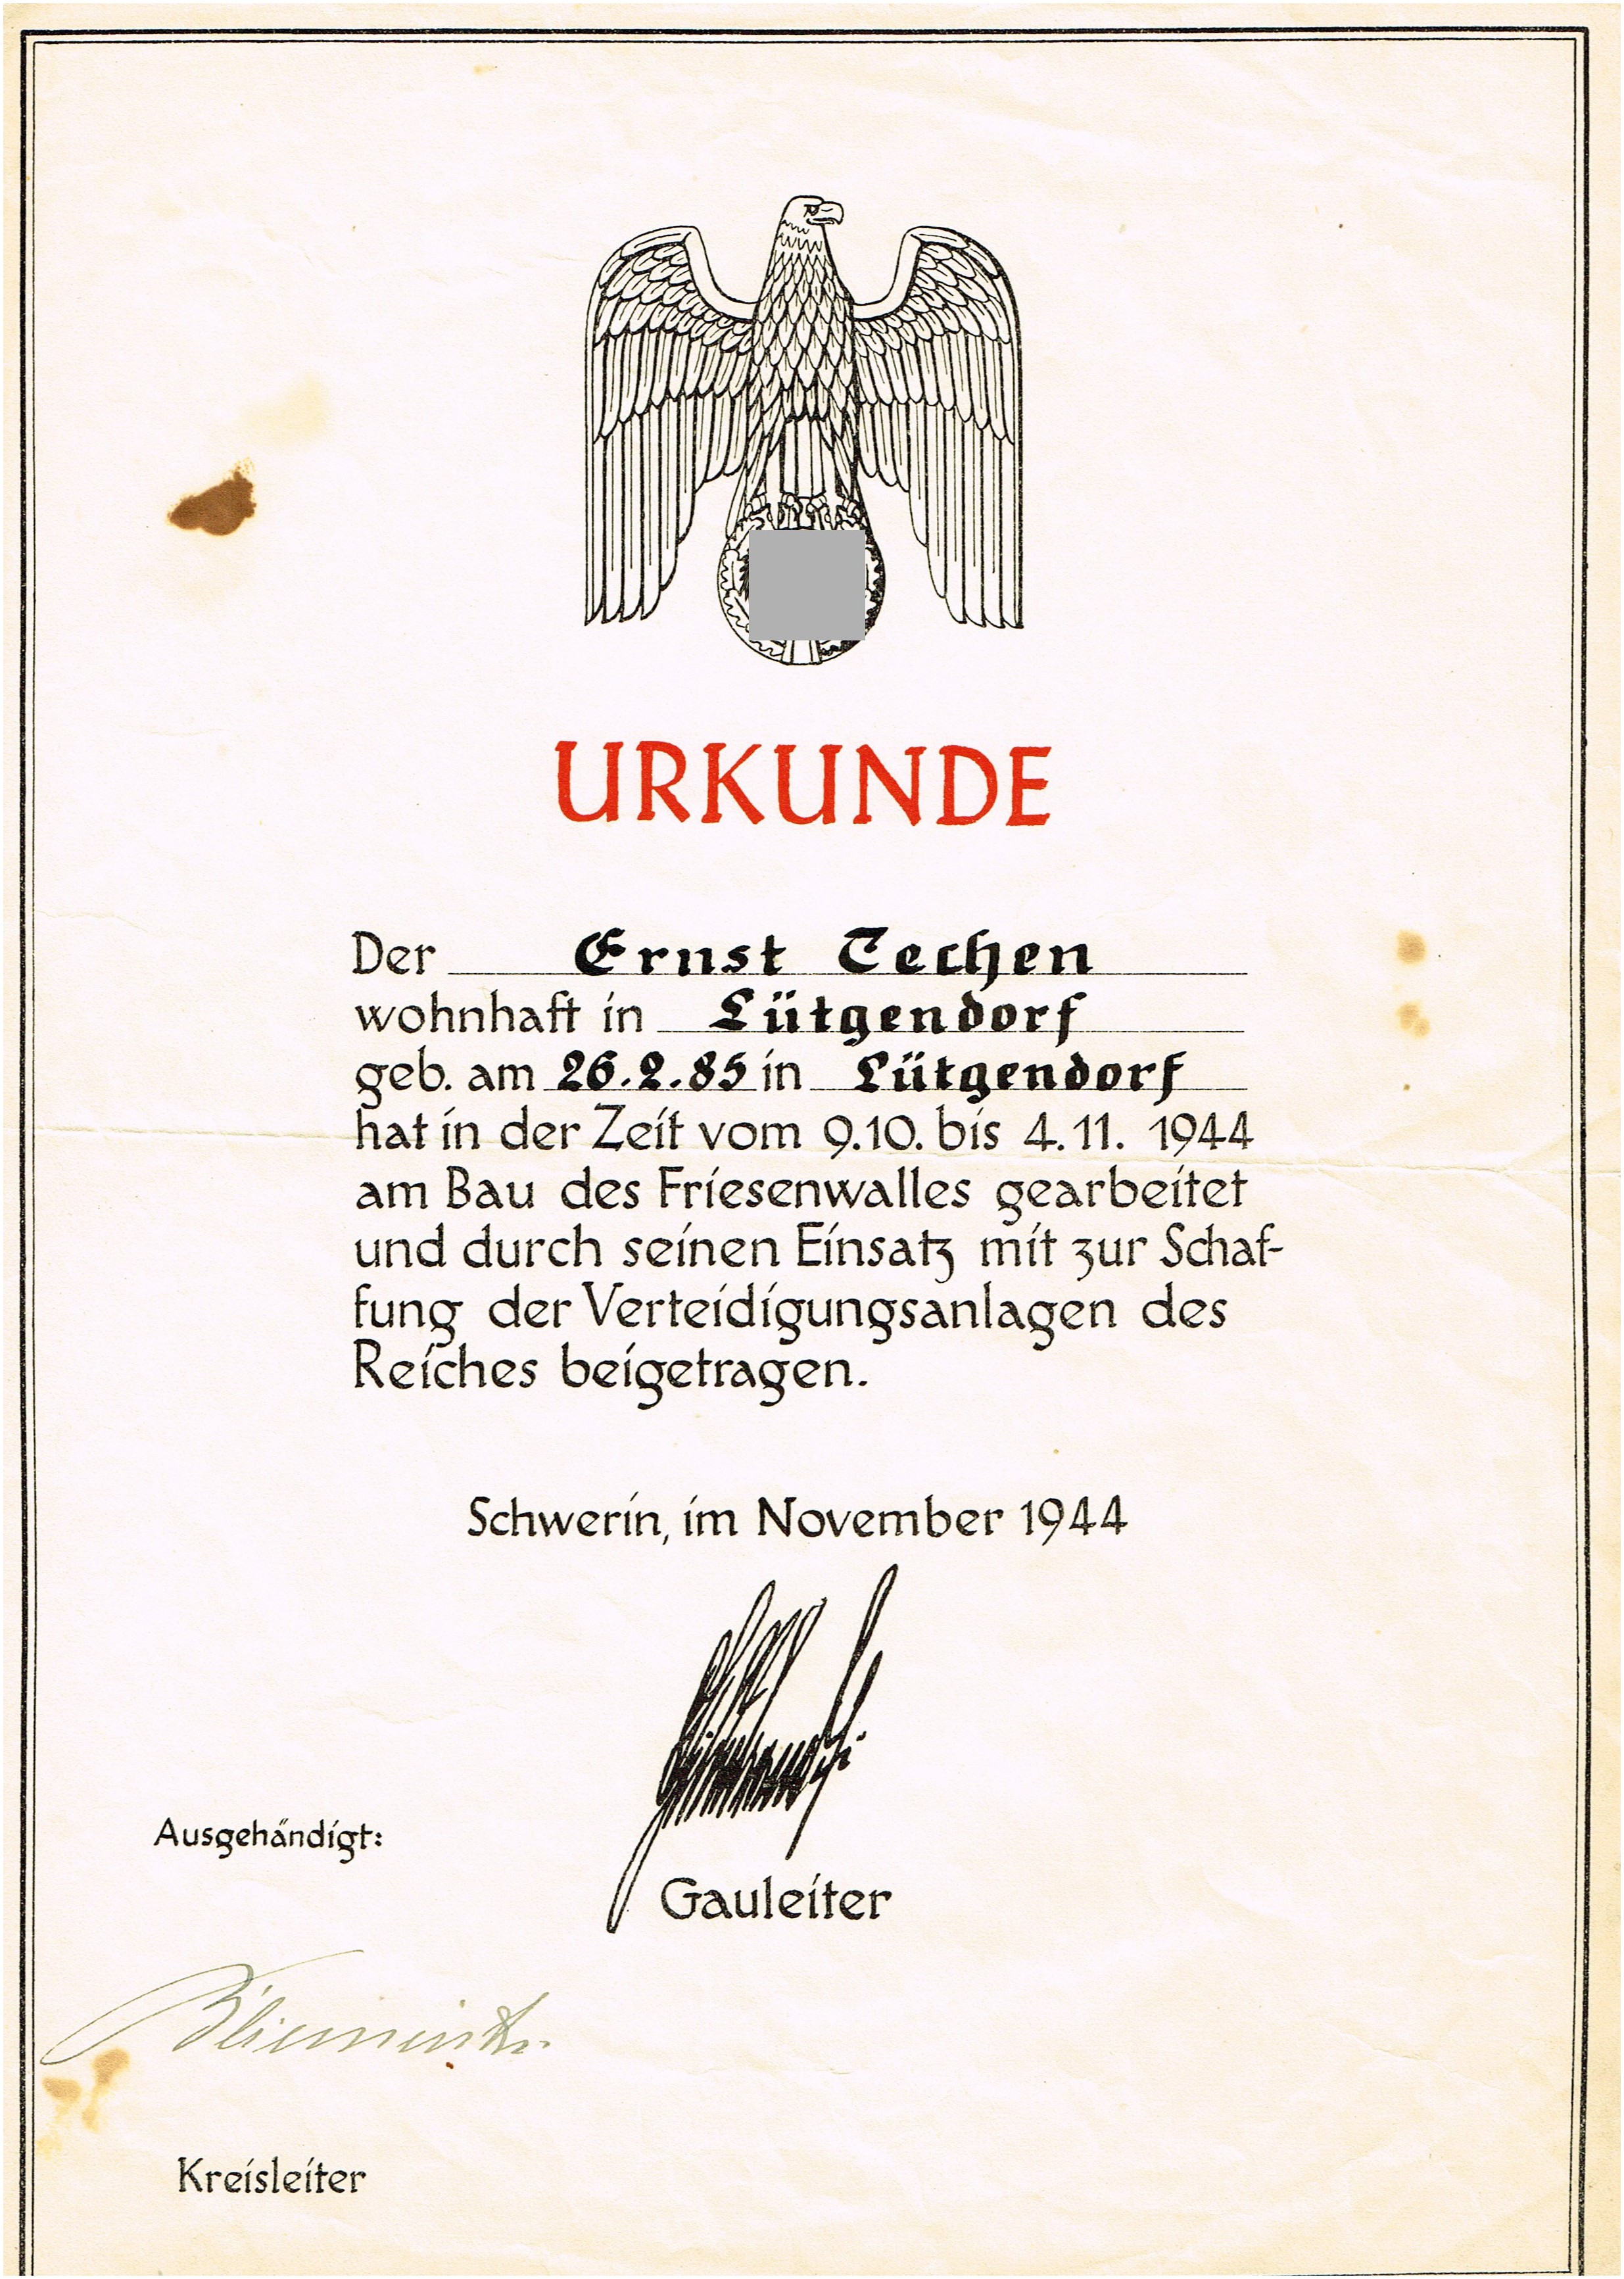 URKUNDE
Der Ernst Techen
wohnhaft in Lütgendorf
geb. am 26.2.85 in Lütgendorf
hat in der Zeit vom 9.10. bis 4.11. 1944
am Bau des Friesenwalles gearbeitet
und durch seinen Einsatz mit zur Schaf-
fung der Verteidigungsanlagen des
Reiches beigetragen.
Schwerin, im November 1944
Ausgehändigt:
Gauleiter
Kreisleiter